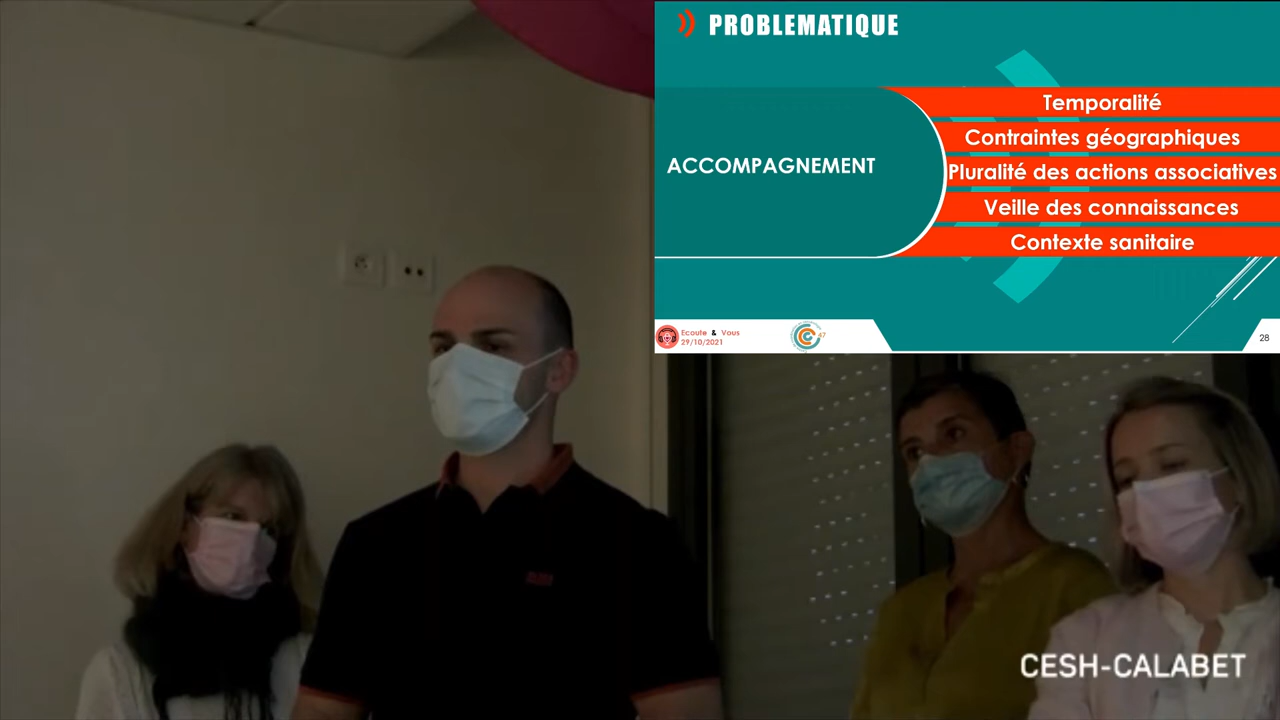 PROBLEMATIQUE
ACCOMPAGNEMENT
Temporalité
Contraintes géographiques
Pluralité des actions associatives
Veille des connaissances
Contexte sanitaire
Ecoute & Vous
29/10/2021
47
28
CESH-CALABET